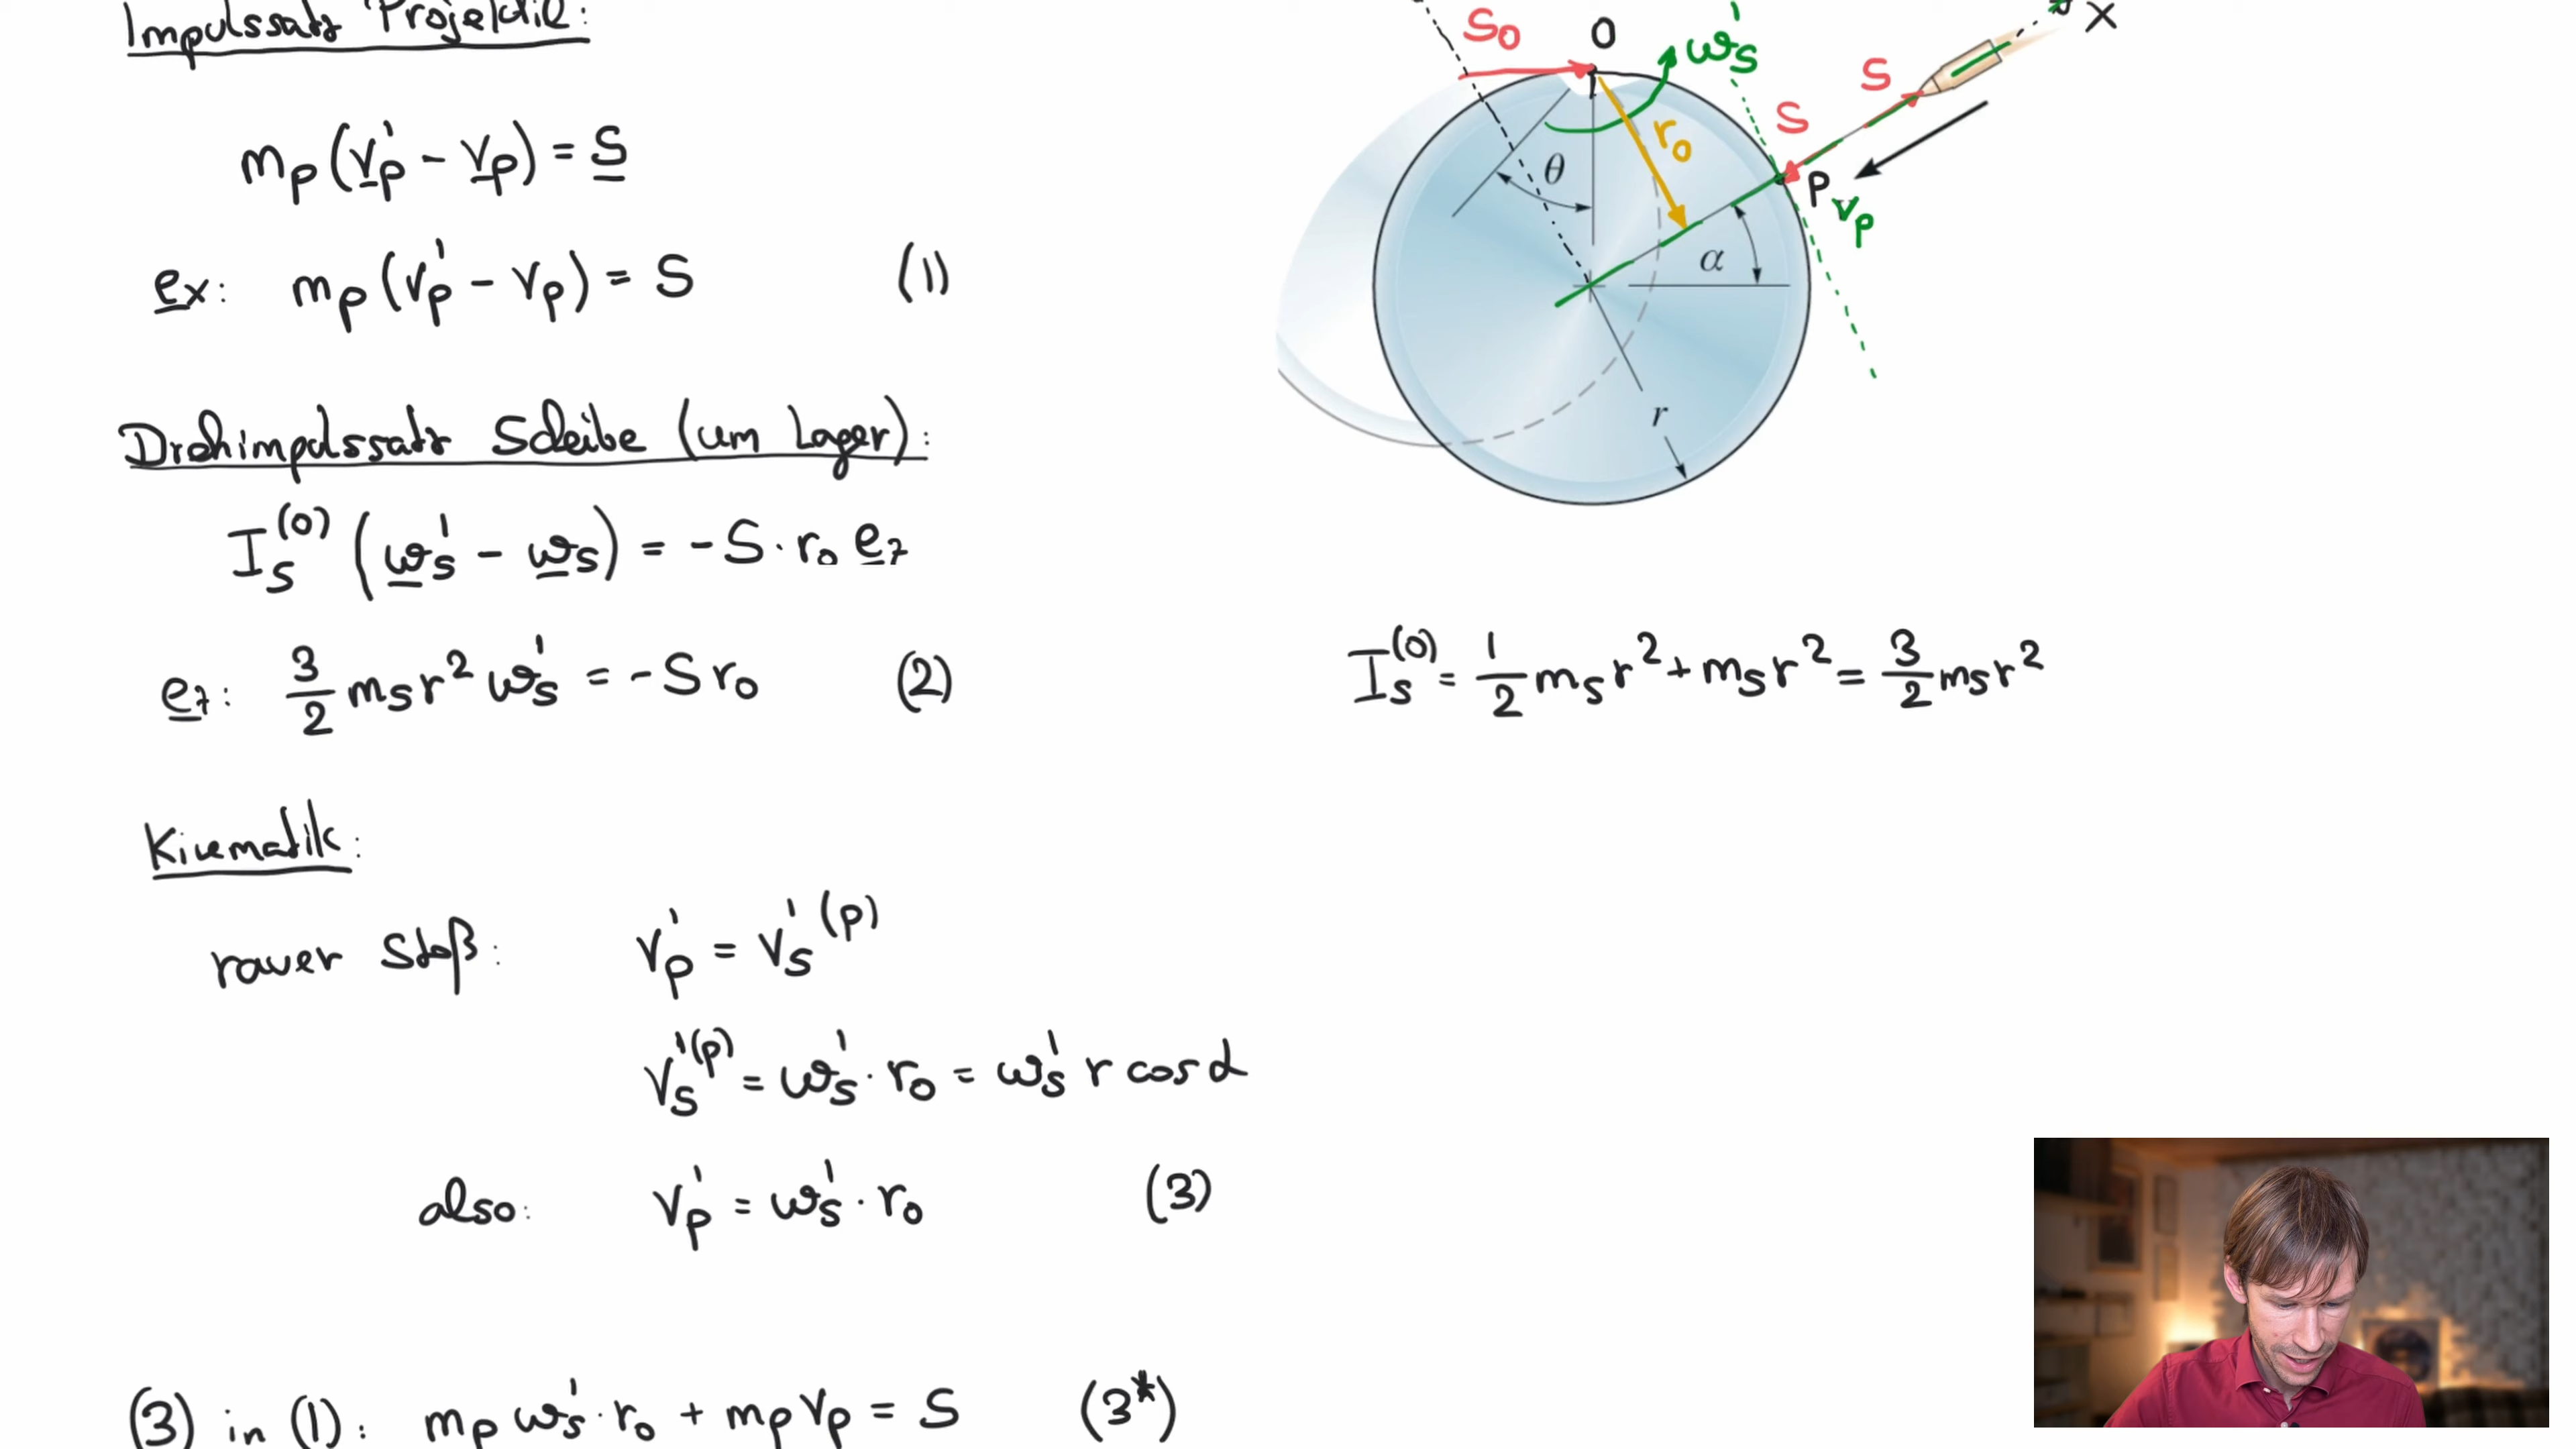 Impulssatz Projektil:
m_P (v_P' - v_P) = S
e_x: m_P (v_P' - v_P) = S (1)
Drehimpulssatz Scheibe (um Lager):
I_S^(0) (ω_S' - ω_S) = -S · r_0 e_z
e_z: 3/2 m_S r² ω_S' = -S r_0 (2)
I_S^(0) = 1/2 m_S r² + m_S r² = 3/2 m_S r²
Kinematik:
rauer Stoß: v_P' = v_S'^(P)
v_S'^(P) = ω_S' · r_0 = ω_S' r cos α
also: v_P' = ω_S' · r_0 (3)
(3) in (1): m_P ω_S' · r_0 + m_P v_P = S (3*)
S_0
0
ω_S'
x
S
S
r_0
θ
P
v_P
α
r